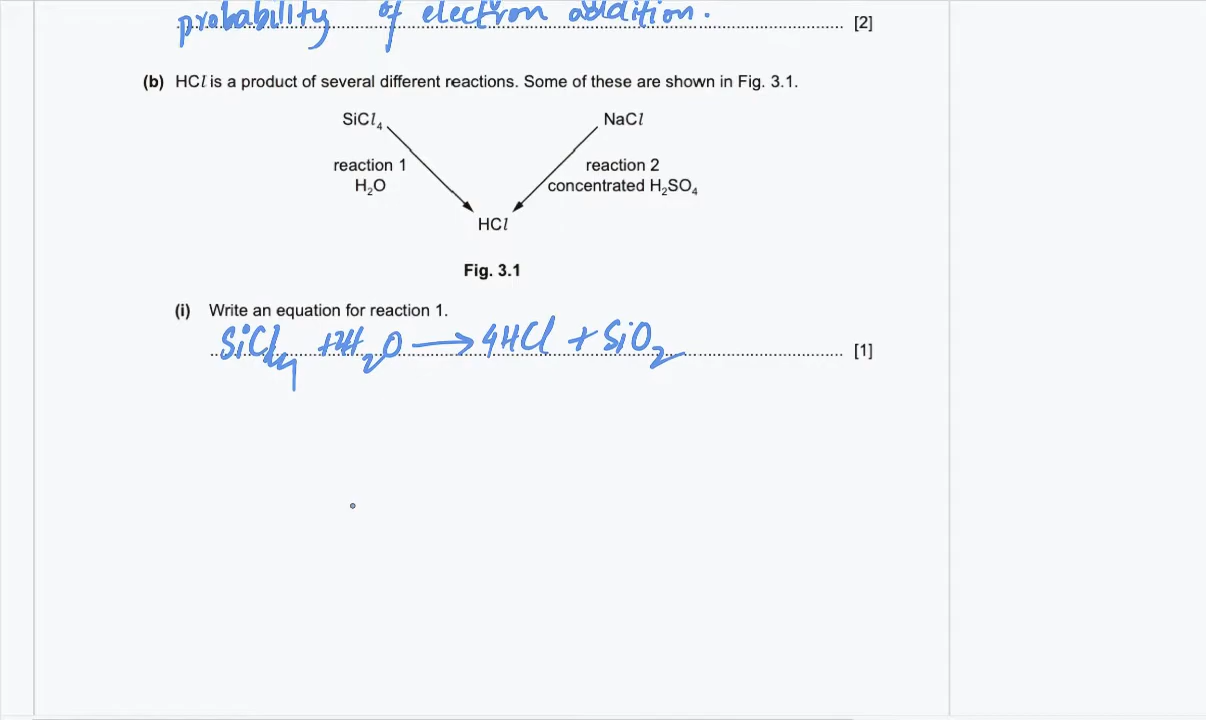 probability of electron addition. [2]
(b) HCl is a product of several different reactions. Some of these are shown in Fig. 3.1.
SiCl₄ NaCl
reaction 1 reaction 2
H₂O concentrated H₂SO₄
HCl
Fig. 3.1
(i) Write an equation for reaction 1.
SiCl₄ + 2H₂O → 4HCl + SiO₂ [1]